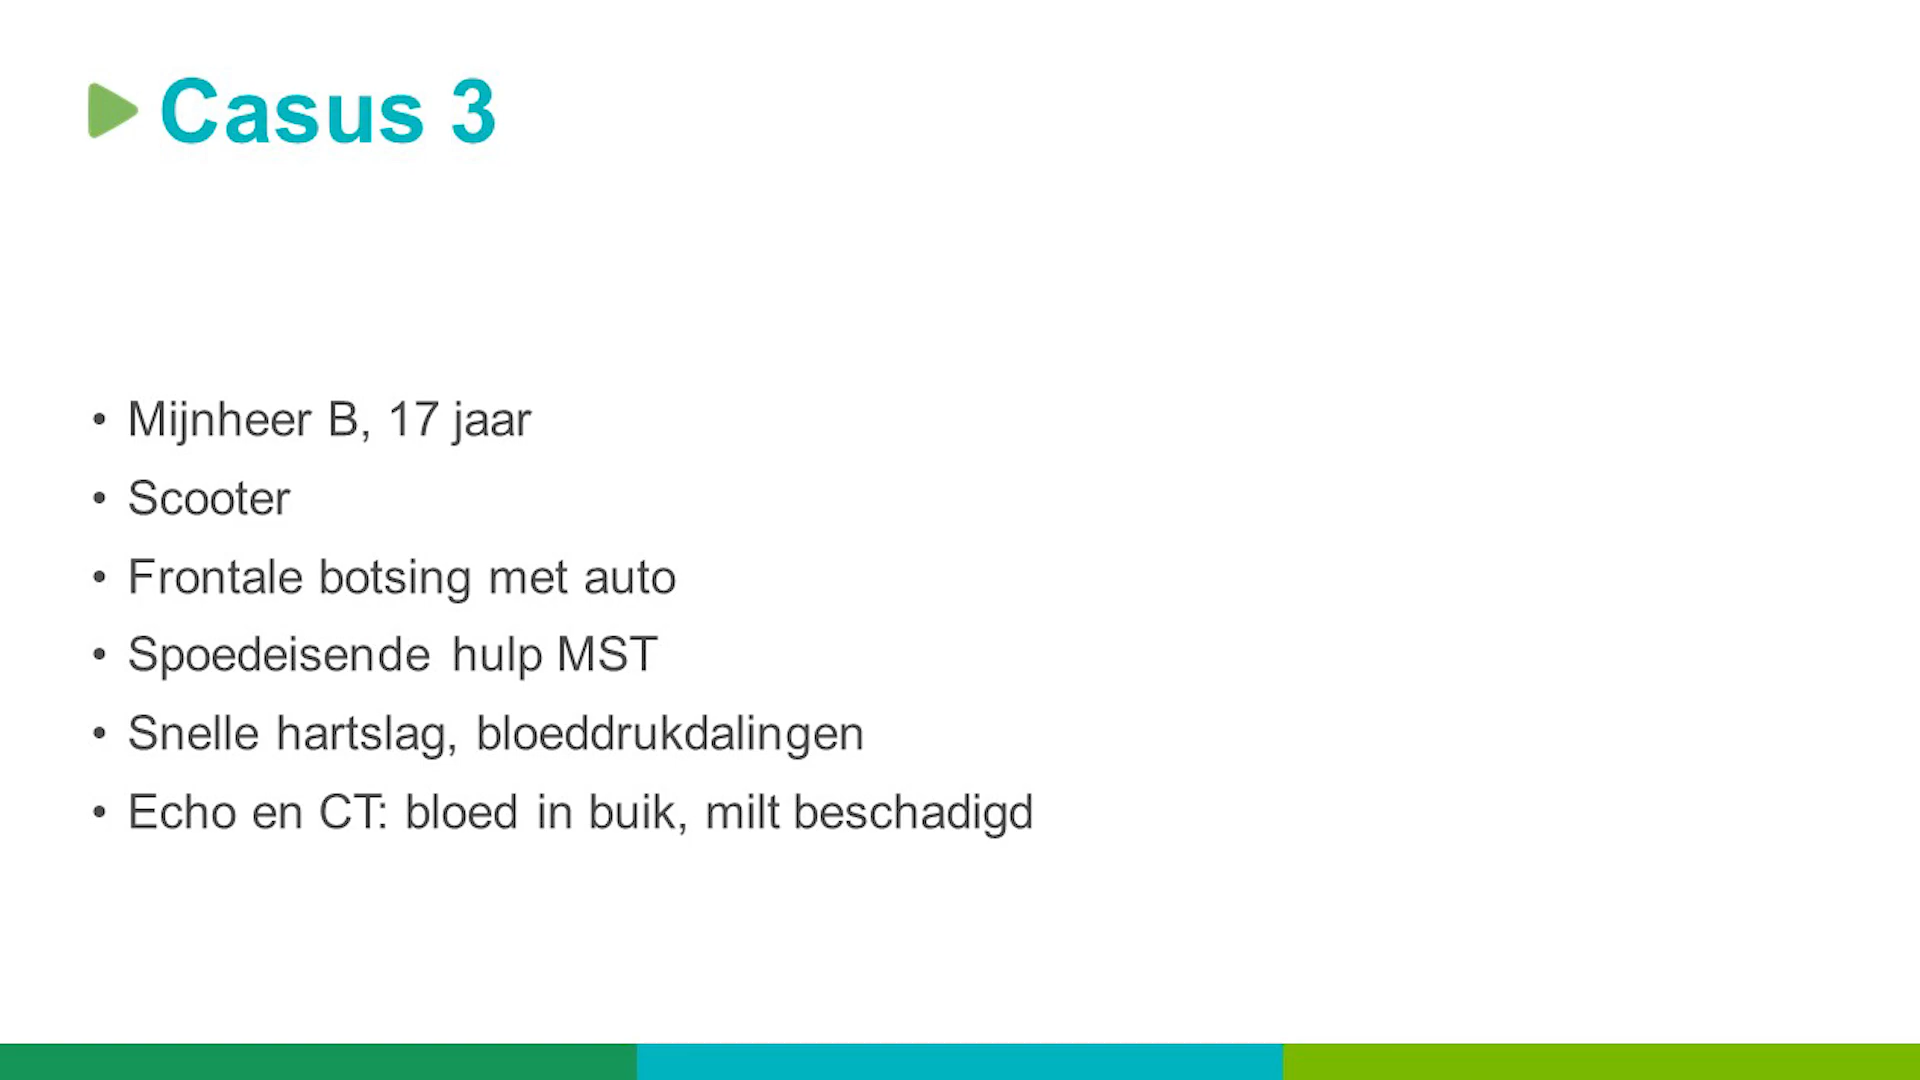 Casus 3
• Mijnheer B, 17 jaar
• Scooter
• Frontale botsing met auto
• Spoedeisende hulp MST
• Snelle hartslag, bloeddrukdalingen
• Echo en CT: bloed in buik, milt beschadigd